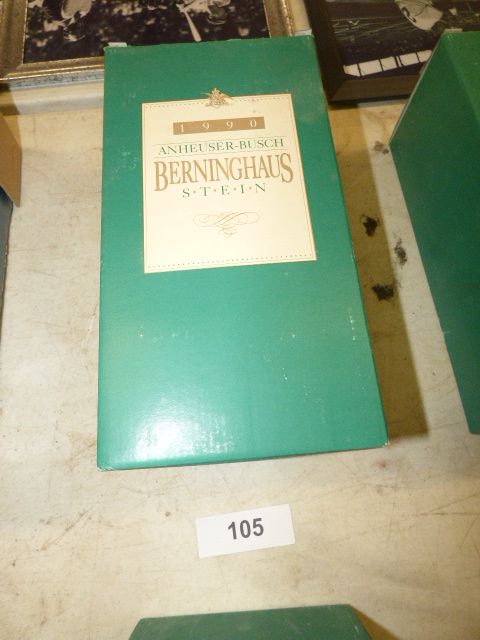 1990
ANHEUSER-BUSCH
BERNINGHAUS
S·T·E·I·N
105